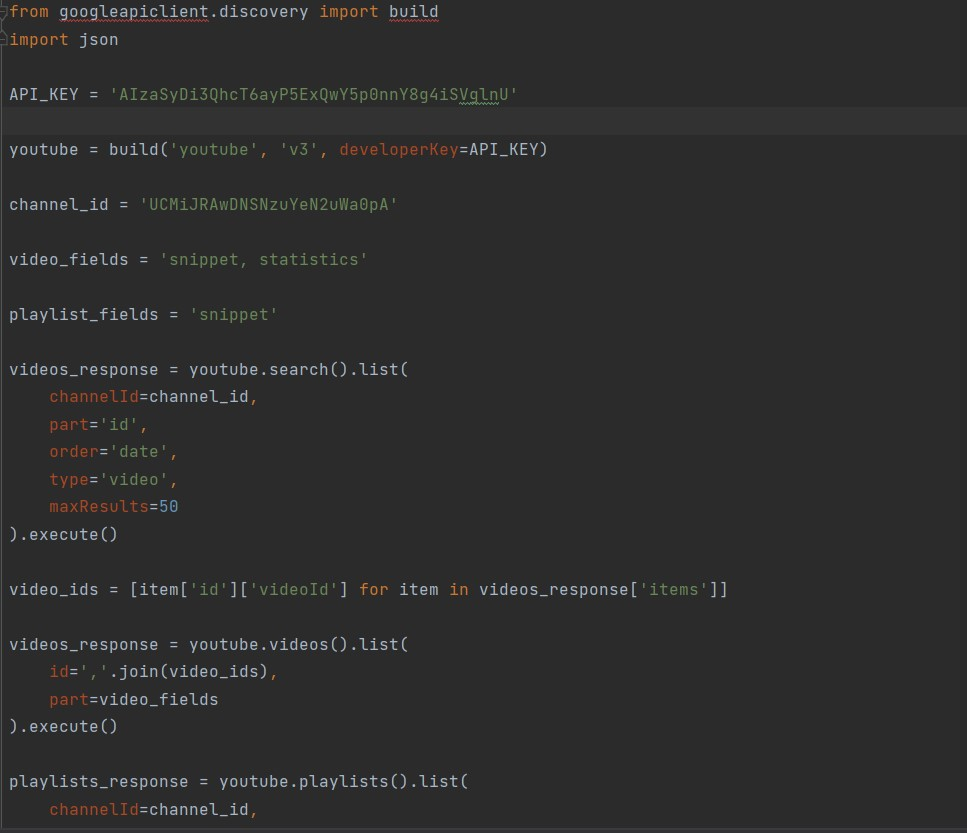 from googleapiclient.discovery import build
import json
API_KEY = 'AIzaSyDi3QhcT6ayP5ExQwY5p0nnY8g4iSVqlnU'
youtube = build('youtube', 'v3', developerKey=API_KEY)
channel_id = 'UCMiJRAwDNSNzuYeN2uWa0pA'
video_fields = 'snippet, statistics'
playlist_fields = 'snippet'
videos_response = youtube.search().list(
    channelId=channel_id,
    part='id',
    order='date',
    type='video',
    maxResults=50
).execute()
video_ids = [item['id']['videoId'] for item in videos_response['items']]
videos_response = youtube.videos().list(
    id=','.join(video_ids),
    part=video_fields
).execute()
playlists_response = youtube.playlists().list(
    channelId=channel_id,